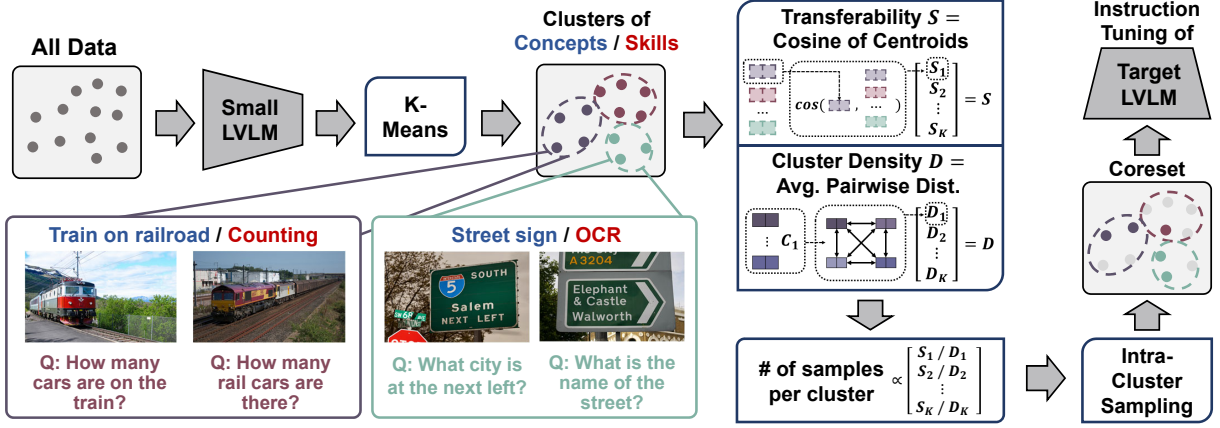 All Data
Small
LVLM
K-
Means
Clusters of
Concepts / Skills
Transferability S =
Cosine of Centroids
cos( , ... )
S₁
S₂
⋮
S_K
= S
Cluster Density D =
Avg. Pairwise Dist.
⋮ C₁
D₁
D₂
⋮
D_K
= D
# of samples
per cluster
∝
S₁ / D₁
S₂ / D₂
⋮
S_K / D_K
Intra-
Cluster
Sampling
Coreset
Instruction
Tuning of
Target
LVLM
Train on railroad / Counting
Q: How many
cars are on the
train?
Q: How many
rail cars are
there?
Street sign / OCR
SOUTH
5
Salem
NEXT LEFT
A3204
Elephant
& Castle
Walworth
Q: What city is
at the next left?
Q: What is the
name of the
street?